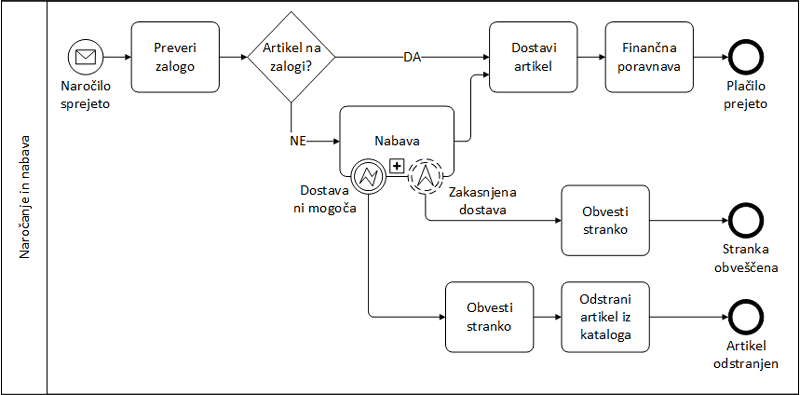 Naročanje in nabava
Naročilo
sprejeto
Preveri
zalogo
Artikel na
zalogi?
DA
NE
Dostavi
artikel
Finančna
poravnava
Plačilo
prejeto
Nabava
Dostava
ni mogoča
Zakasnjena
dostava
Obvesti
stranko
Stranka
obveščena
Obvesti
stranko
Odstrani
artikel iz
kataloga
Artikel
odstranjen